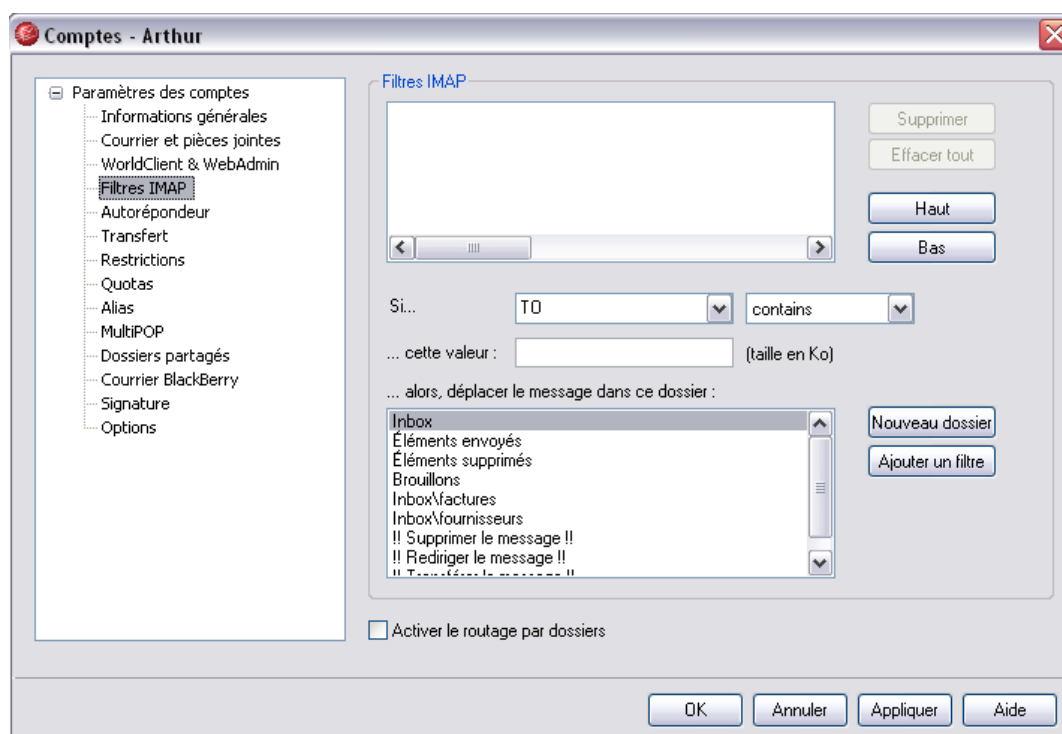 Comptes - Arthur
Paramètres des comptes
Informations générales
Courrier et pièces jointes
WorldClient & WebAdmin
Filtres IMAP
Autorépondeur
Transfert
Restrictions
Quotas
Alias
MultiPOP
Dossiers partagés
Courrier BlackBerry
Signature
Options
Filtres IMAP
Supprimer
Effacer tout
Haut
Bas
Si...
TO
contains
... cette valeur :
(taille en Ko)
... alors, déplacer le message dans ce dossier :
Inbox
Éléments envoyés
Éléments supprimés
Brouillons
Inbox\factures
Inbox\fournisseurs
!! Supprimer le message !!
!! Rediriger le message !!
!! Transférer le message !!
Nouveau dossier
Ajouter un filtre
Activer le routage par dossiers
OK
Annuler
Appliquer
Aide